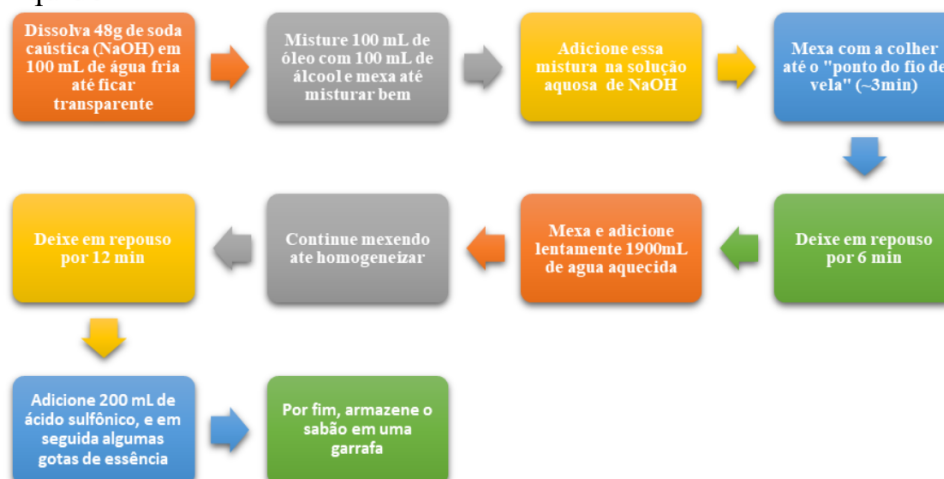 Dissolva 48g de soda
caústica (NaOH) em
100 mL de água fria
até ficar
transparente
Misture 100 mL de
óleo com 100 mL de
álcool e mexa até
misturar bem
Adicione essa
mistura na solução
aquosa de NaOH
Mexa com a colher
até o "ponto do fio de
vela" (~3min)
Deixe em repouso
por 6 min
Mexa e adicione
lentamente 1900mL
de agua aquecida
Continue mexendo
ate homogeneizar
Deixe em repouso
por 12 min
Adicione 200 mL de
ácido sulfônico, e em
seguida algumas
gotas de essência
Por fim, armazene o
sabão em uma
garrafa